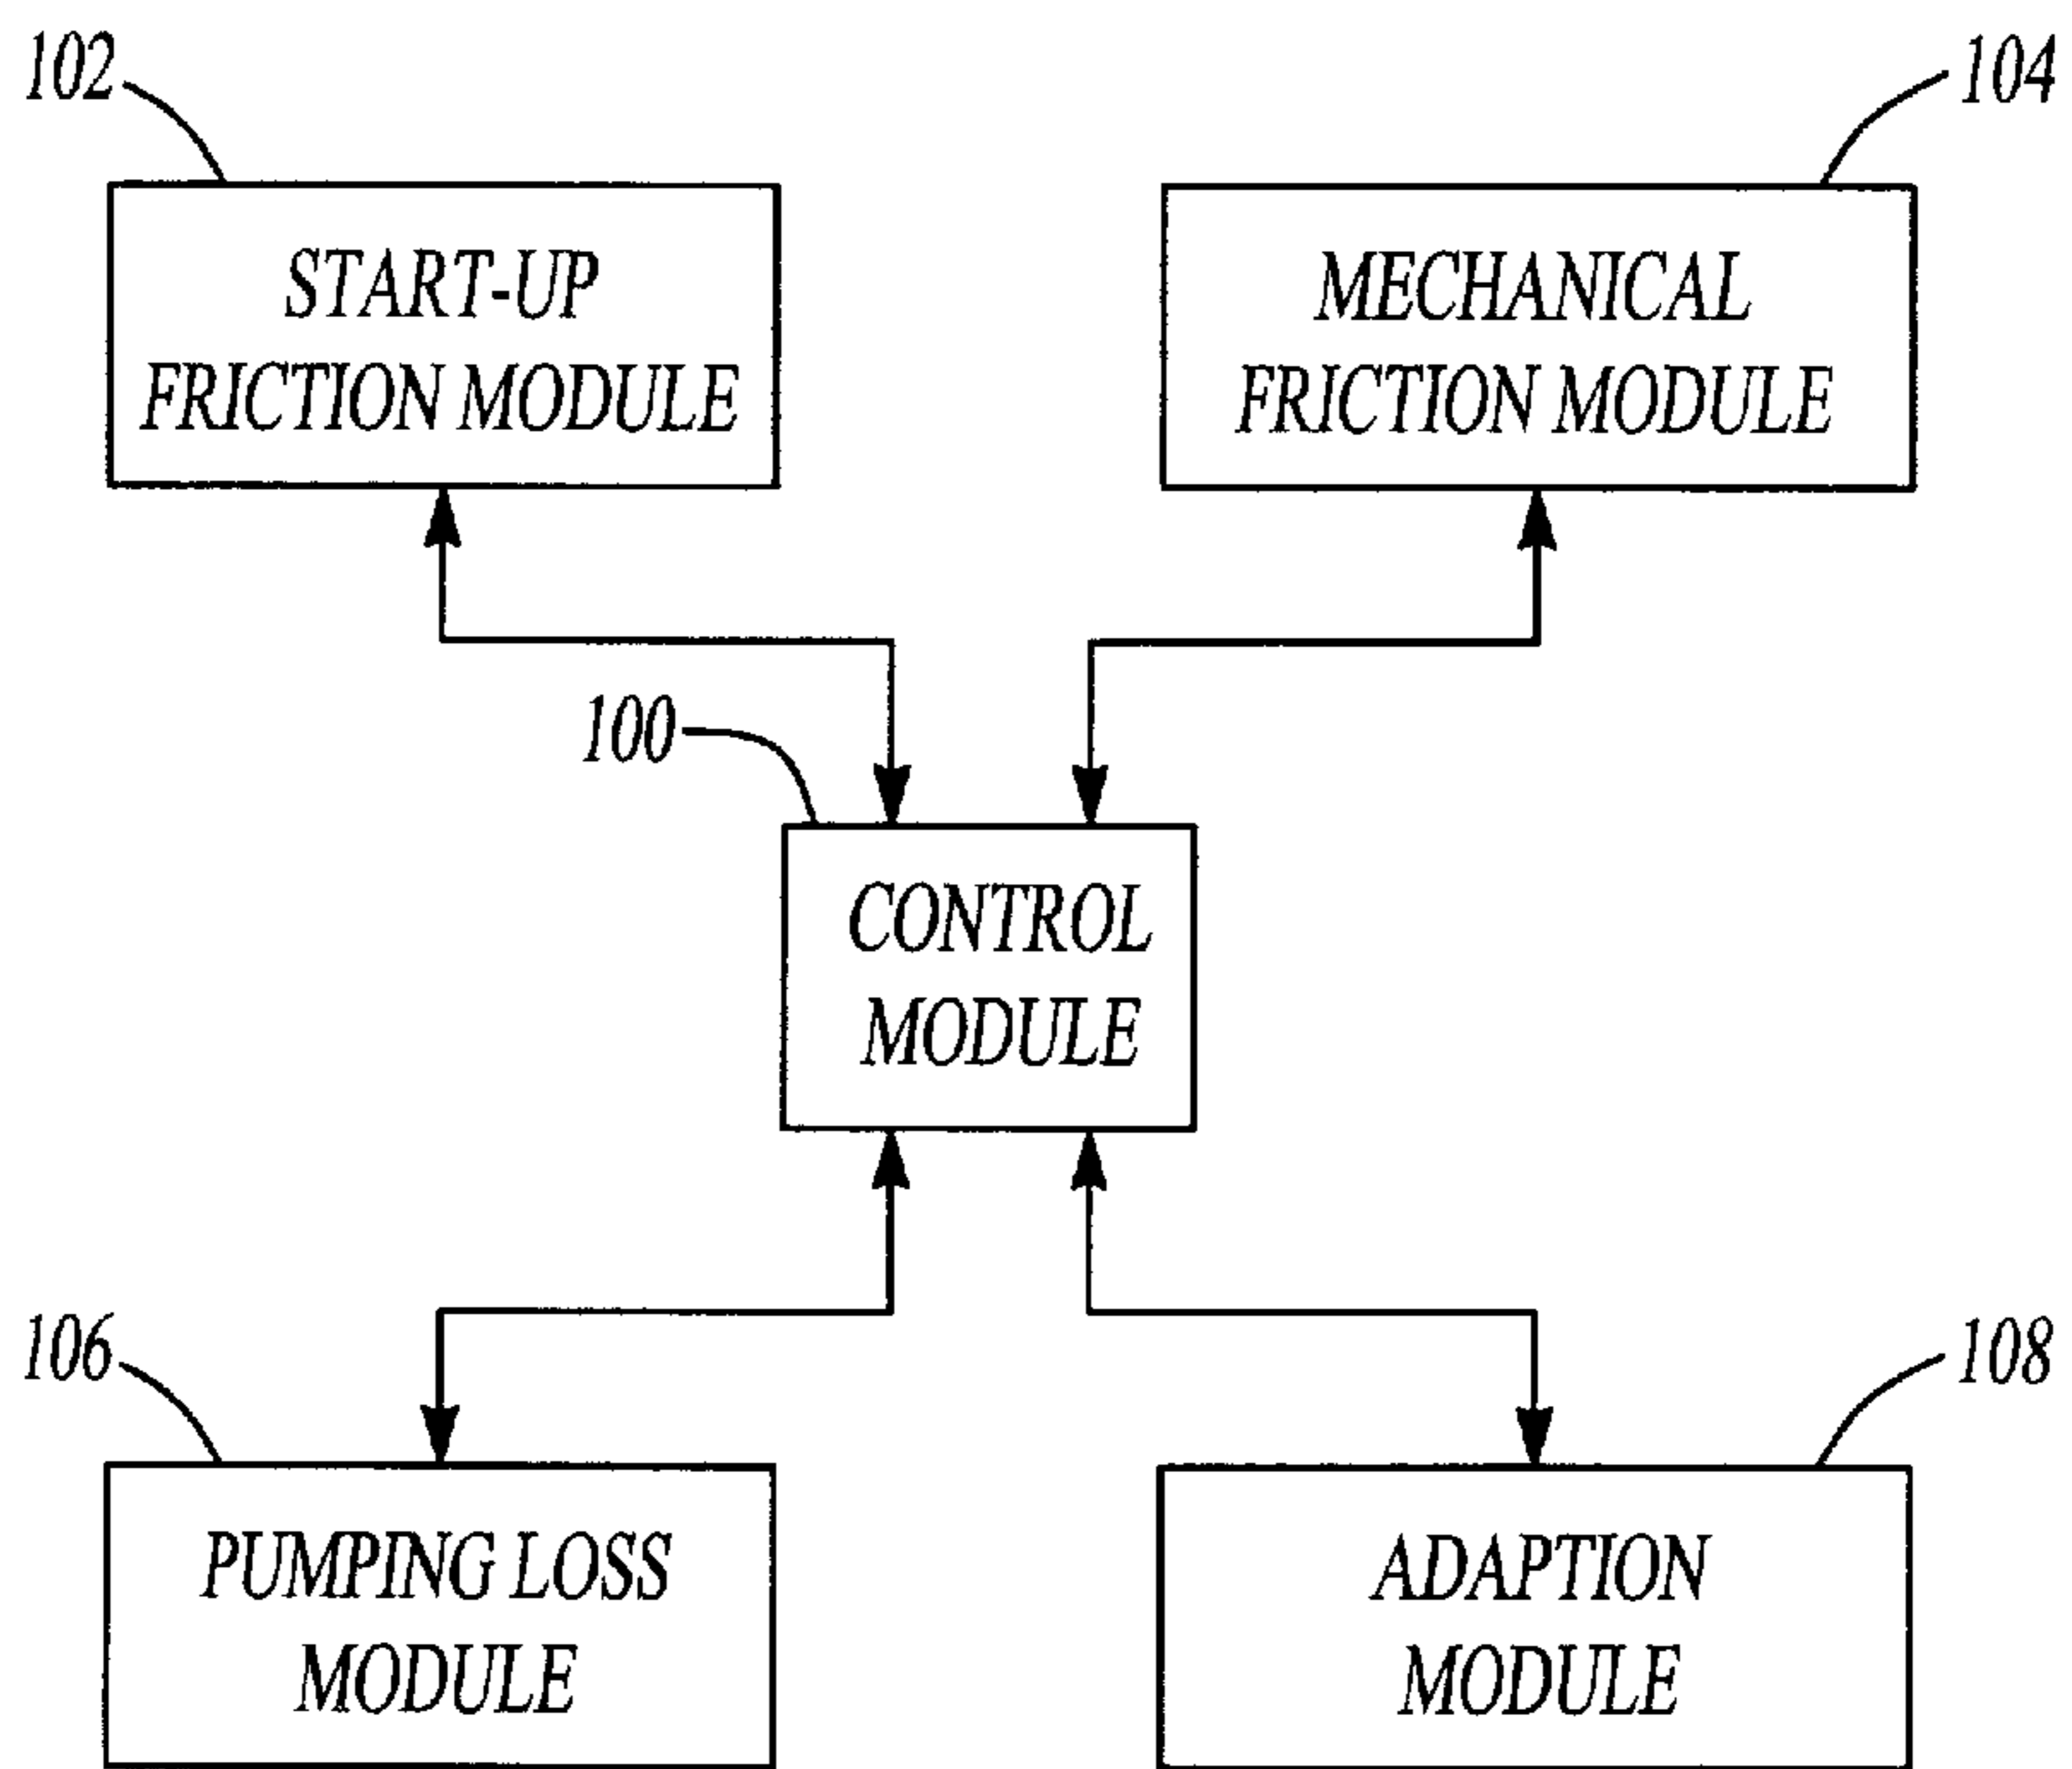 102
104
START-UP
FRICTION MODULE
MECHANICAL
FRICTION MODULE
100
CONTROL
MODULE
106
108
PUMPING LOSS
MODULE
ADAPTION
MODULE